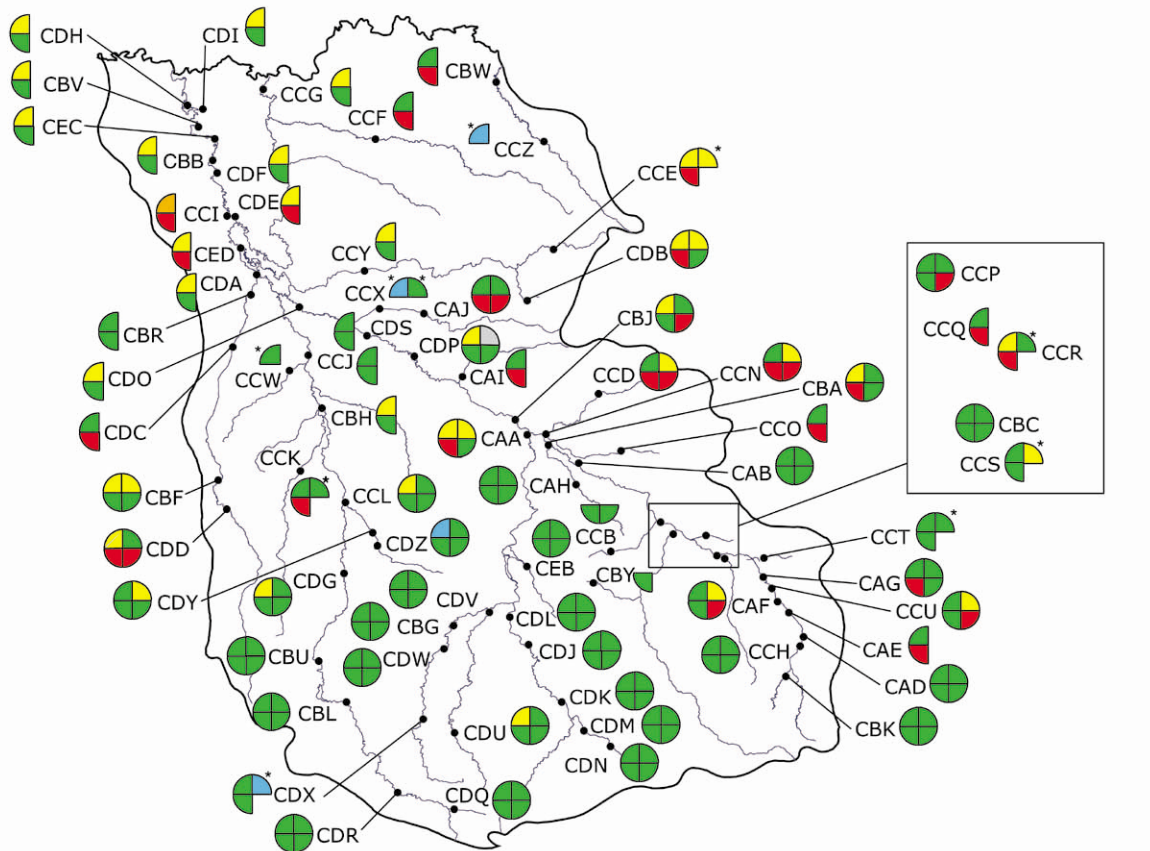 CDH
CDI
CBV
CEC
CCG
CBW
CCF
*
CCZ
CBB
CDF
CCE
*
CCI
CDE
CED
CCY
CDB
CDA
CCX
*
*
CAJ
CCP
CBR
CDS
CBJ
CCQ
CCR
*
CDP
CDO
CCW
*
CCJ
CAI
CCD
CCN
CBA
CDC
CBH
CAA
CCO
CBC
CCS
*
CCK
*
CAB
CBF
CCL
CAH
CDD
CDZ
CCB
CCT
*
CEB
CBY
CAG
CDY
CDG
CDV
CAF
CCU
CBG
CDL
CAE
CBU
CDW
CDJ
CCH
CAD
CBL
CDK
CDM
CBK
CDU
CDN
CDX
*
CDQ
CDR